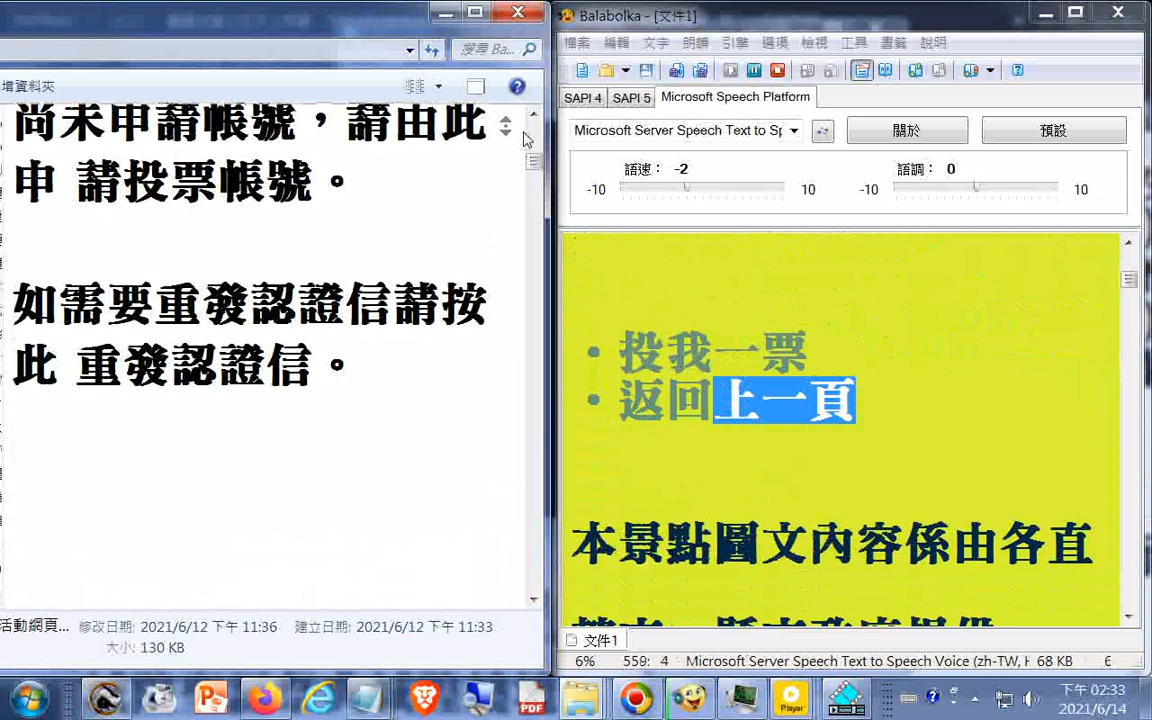 搜尋 Ba...
增資料夾
尚未申請帳號，請由此
申 請投票帳號。
如需要重發認證信請按
此 重發認證信。
活動網頁... 修改日期: 2021/6/12 下午 11:36 建立日期: 2021/6/12 下午 11:33
大小: 130 KB
Balabolka - [文件1]
檔案 編輯 文字 朗讀 引擎 選項 檢視 工具 書籤 說明
SAPI 4 SAPI 5 Microsoft Speech Platform
Microsoft Server Speech Text to Sp 關於 預設
語速： -2 語調： 0
-10 10 -10 10
• 投我一票
• 返回上一頁
本景點圖文內容係由各直
文件1
6% 559: 4 Microsoft Server Speech Text to Speech Voice (zh-TW, H 68 KB 6
PDF
Player
下午 02:33
2021/6/14